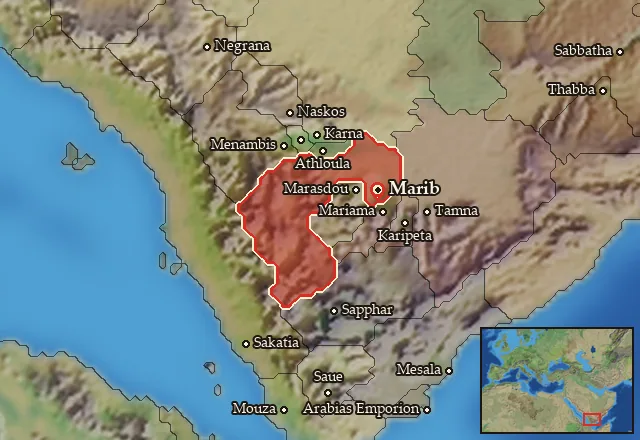 Negrana
Sabbatha
Thabba
Naskos
Karna
Menambis
Athloula
Marasdou
Marib
Mariama
Tamna
Karipeta
Sapphar
Sakatia
Mesala
Saue
Mouza
Arabias Emporion